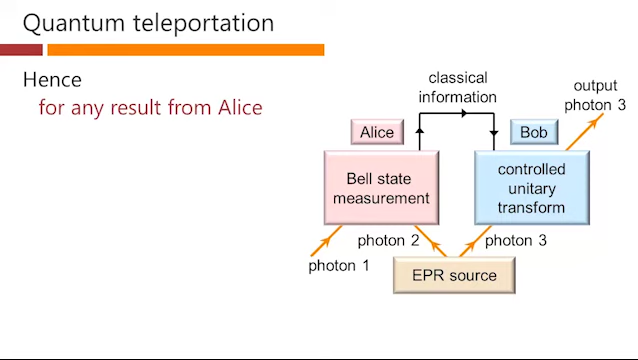 Quantum teleportation
Hence
for any result from Alice
classical
information
output
photon 3
Alice
Bob
Bell state
measurement
controlled
unitary
transform
photon 2
photon 3
photon 1
EPR source